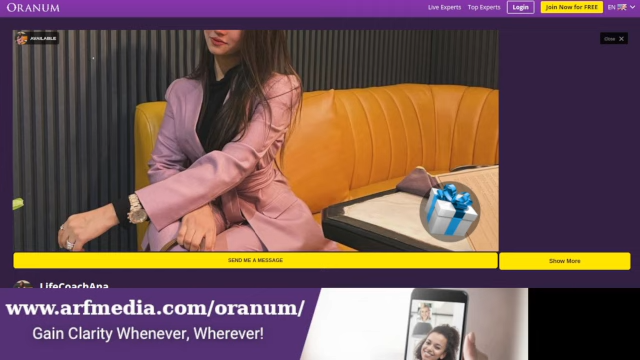 ORANUM
Live Experts Top Experts Login Join Now for FREE EN
AVAILABLE
Close X
SEND ME A MESSAGE
Show More
LifeCoachAna
www.arfmedia.com/oranum/
Gain Clarity Whenever, Wherever!